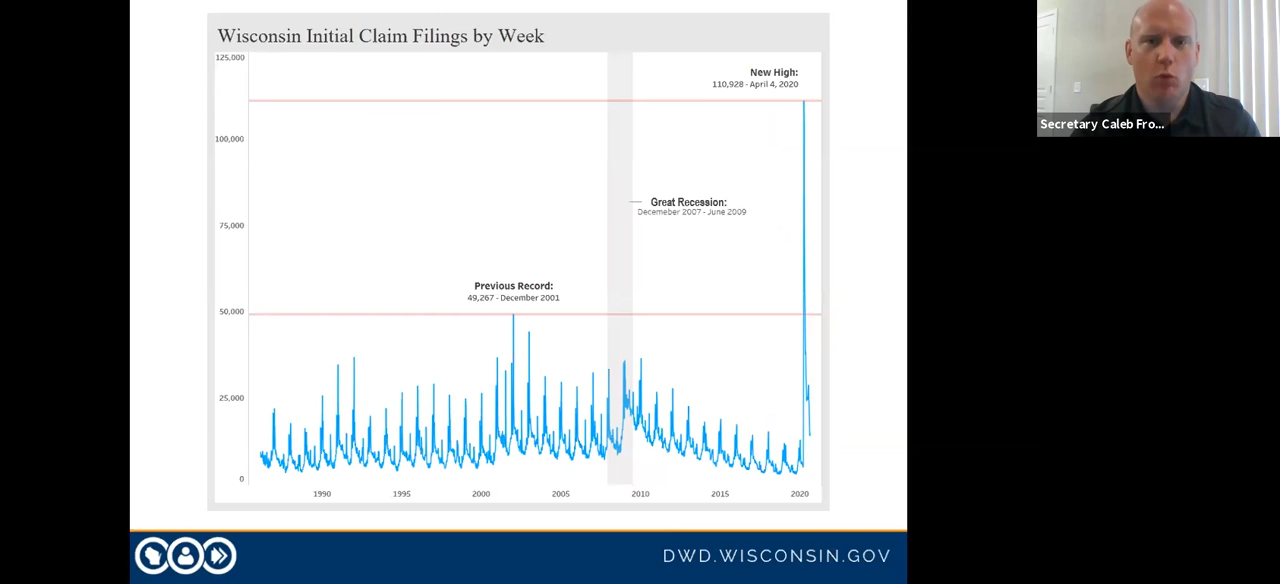 Wisconsin Initial Claim Filings by Week
125,000
New High:
110,928 - April 4, 2020
100,000
Great Recession:
Decemeber 2007 - June 2009
75,000
Previous Record:
49,267 - December 2001
50,000
25,000
0
1990 1995 2000 2005 2010 2015 2020
DWD.WISCONSIN.GOV
Secretary Caleb Fro...